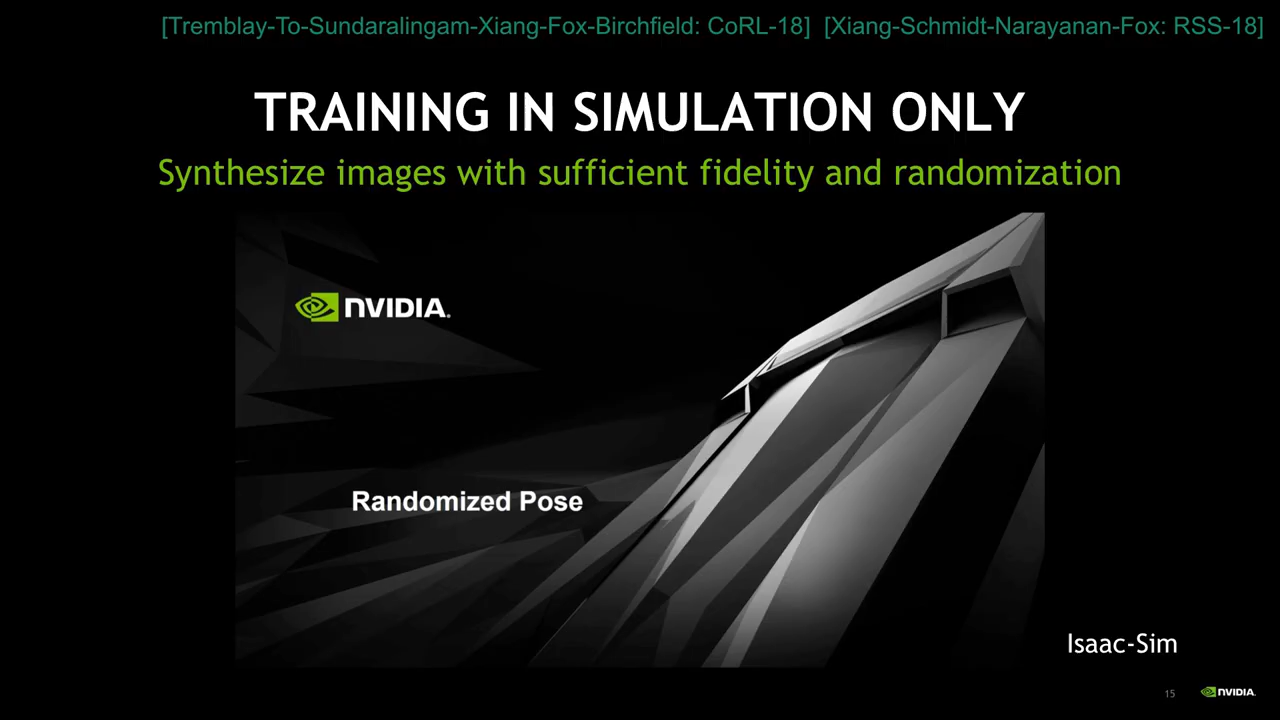 [Tremblay-To-Sundaralingam-Xiang-Fox-Birchfield: CoRL-18] [Xiang-Schmidt-Narayanan-Fox: RSS-18]
TRAINING IN SIMULATION ONLY
Synthesize images with sufficient fidelity and randomization
NVIDIA.
Randomized Pose
Isaac-Sim
15
NVIDIA.